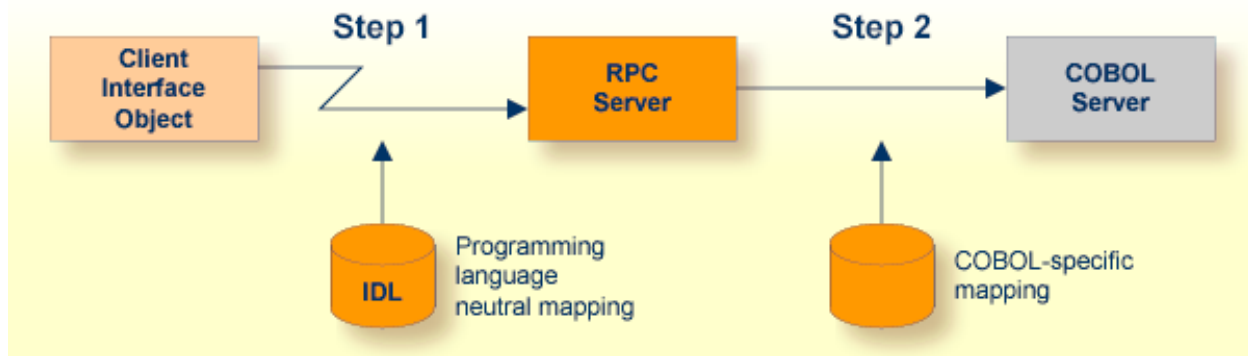 Step 1
Step 2
Client
Interface
Object
RPC
Server
COBOL
Server
IDL
Programming
language
neutral mapping
COBOL-specific
mapping